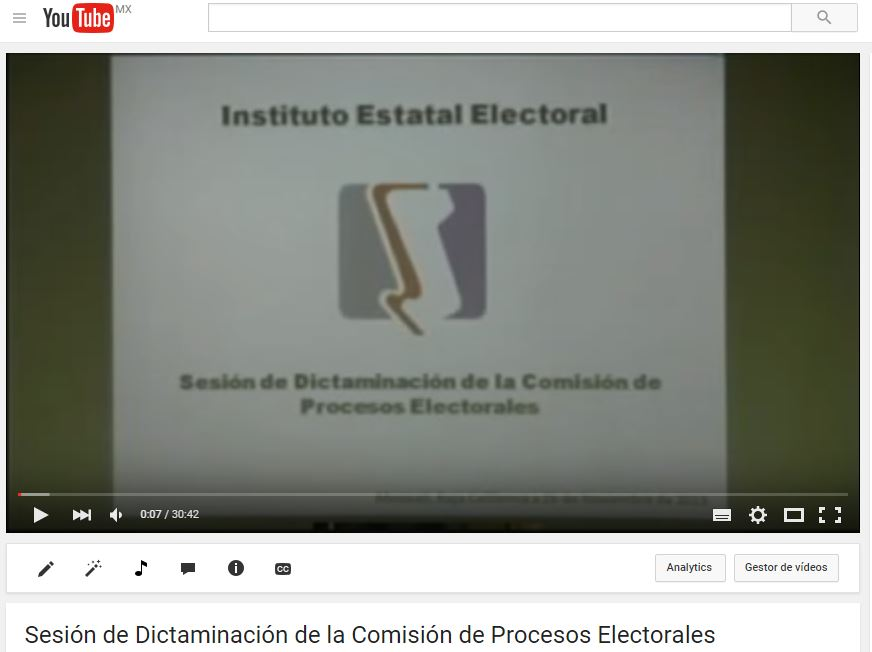 YouTube MX
Instituto Estatal Electoral
Sesión de Dictaminación de la Comisión de
Procesos Electorales
0:07 / 30:42
CC
Analytics
Gestor de vídeos
Sesión de Dictaminación de la Comisión de Procesos Electorales